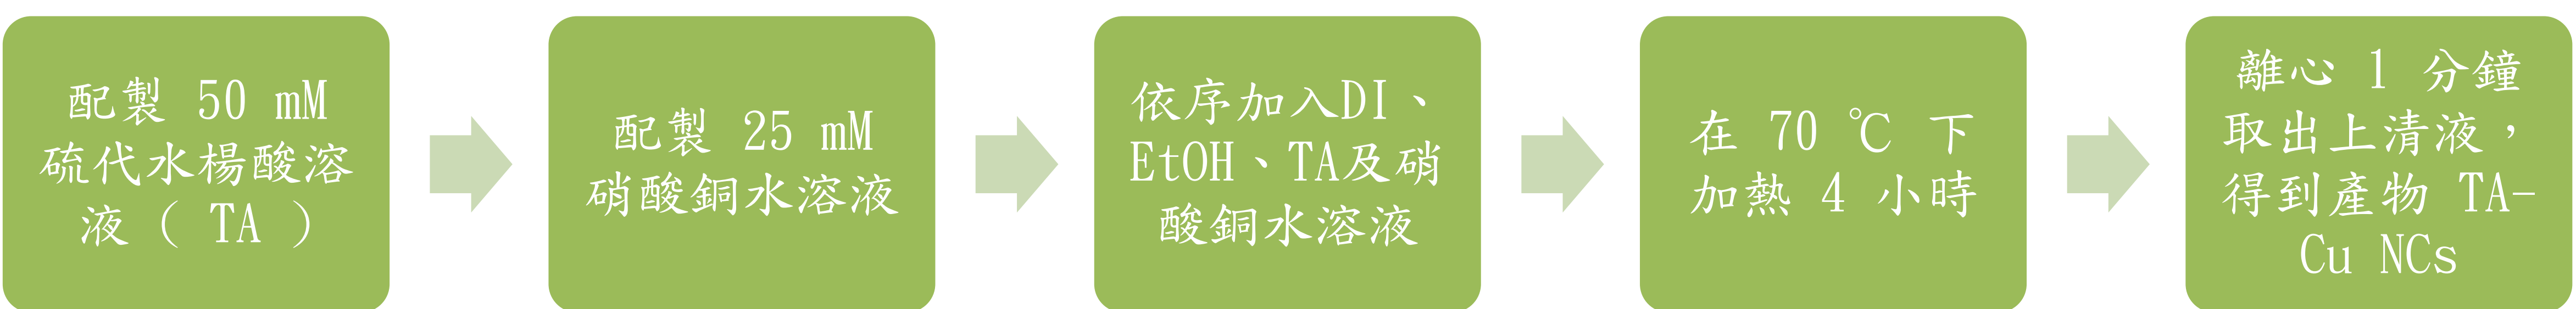 配製 50 mM
硫代水楊酸溶
液（ TA ）
配製 25 mM
硝酸銅水溶液
依序加入DI、
EtOH、TA及硝
酸銅水溶液
在 70 ℃ 下
加熱 4 小時
離心 1 分鐘
取出上清液，
得到產物 TA-
Cu NCs